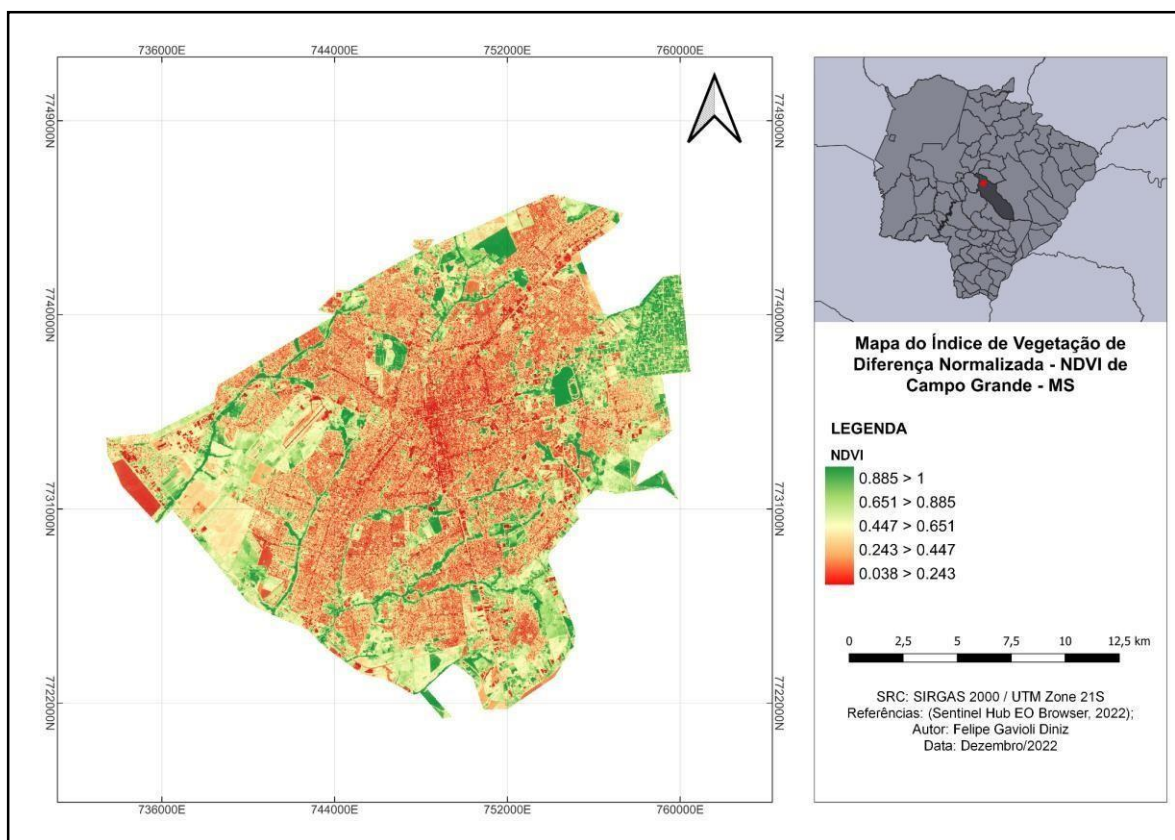 736000E
744000E
752000E
760000E
7749000N
7749000N
7740000N
7740000N
7731000N
7731000N
7722000N
7722000N
736000E
744000E
752000E
760000E
Mapa do Índice de Vegetação de
Diferença Normalizada - NDVI de
Campo Grande - MS
LEGENDA
NDVI
0.885 > 1
0.651 > 0.885
0.447 > 0.651
0.243 > 0.447
0.038 > 0.243
0 2,5 5 7,5 10 12,5 km
SRC: SIRGAS 2000 / UTM Zone 21S
Referências: (Sentinel Hub EO Browser, 2022);
Autor: Felipe Gavioli Diniz
Data: Dezembro/2022